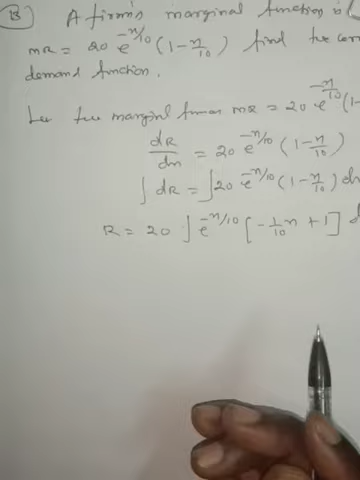 13 A firm's marginal function is
MR = 20 e^{-x/10} (1 - x/10) find the
demand function.
Let the marginal MR = 20 e^{-x/10} (1-
dR/dx = 20 e^{-x/10} (1 - x/10)
∫ dR = ∫ 20 e^{-x/10} (1 - x/10) dx
R = 20 ∫ e^{-x/10} [-1/10 x + 1] d